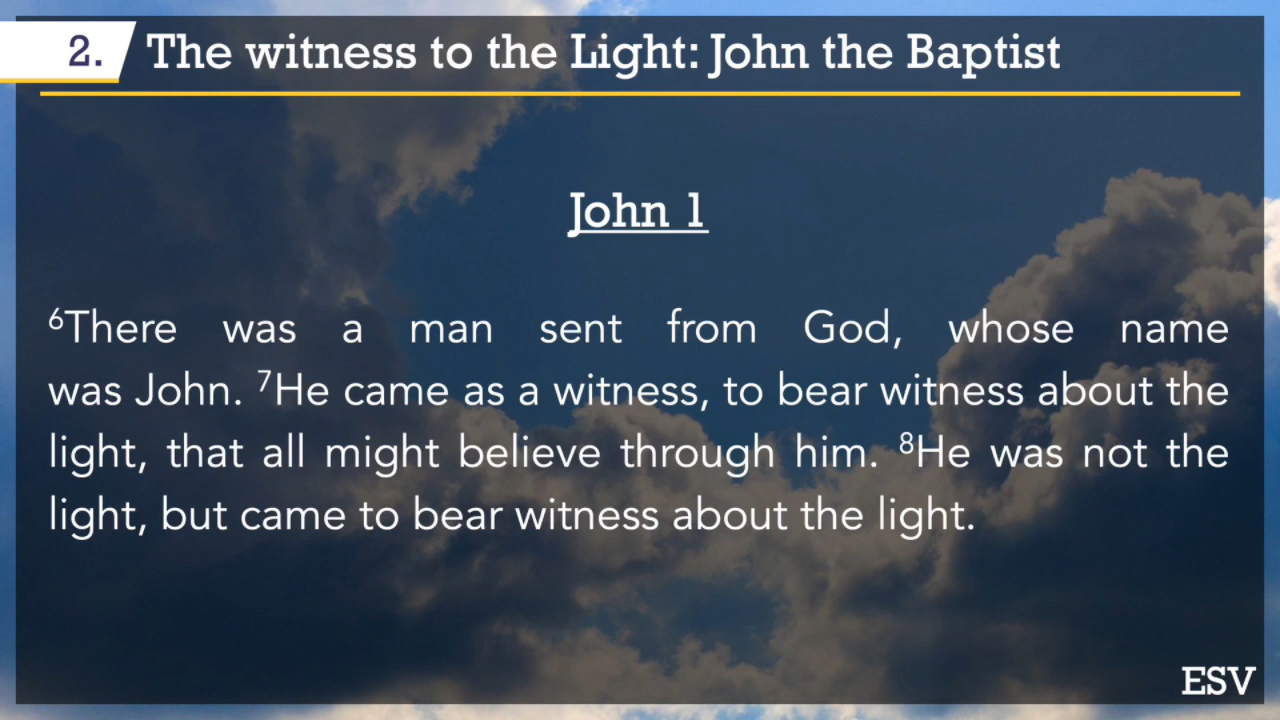 2. The witness to the Light: John the Baptist
John 1
⁶There was a man sent from God, whose name
was John. ⁷He came as a witness, to bear witness about the
light, that all might believe through him. ⁸He was not the
light, but came to bear witness about the light.
ESV